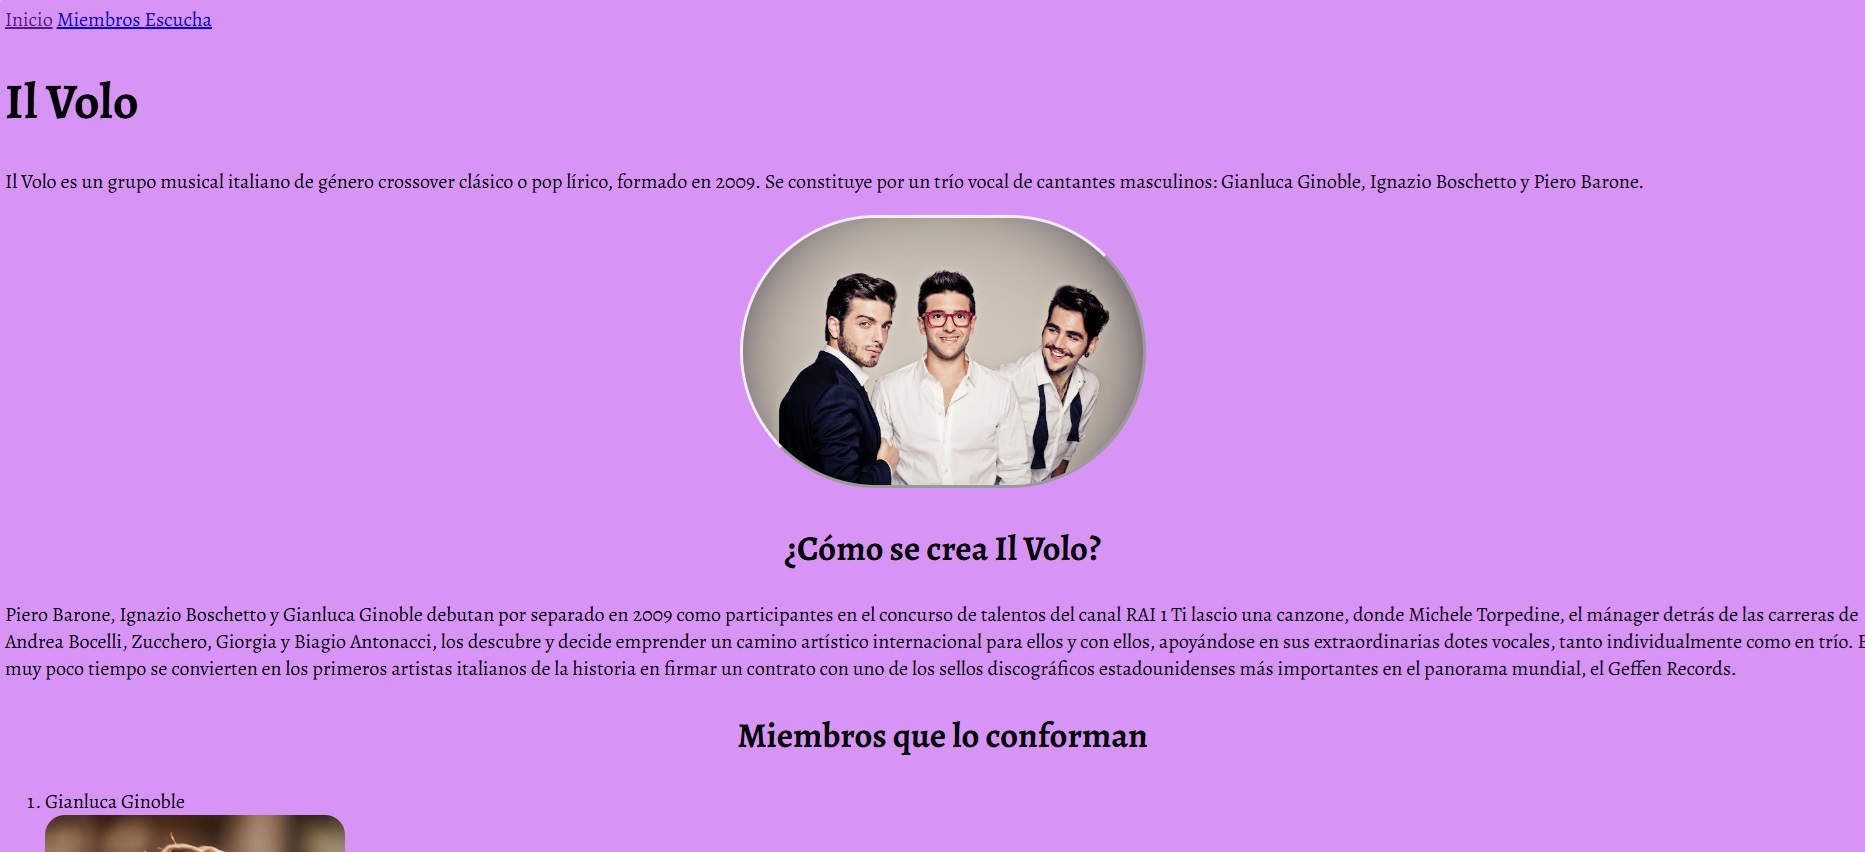 Inicio Miembros Escucha
Il Volo
Il Volo es un grupo musical italiano de género crossover clásico o pop lírico, formado en 2009. Se constituye por un trío vocal de cantantes masculinos: Gianluca Ginoble, Ignazio Boschetto y Piero Barone.
¿Cómo se crea Il Volo?
Piero Barone, Ignazio Boschetto y Gianluca Ginoble debutan por separado en 2009 como participantes en el concurso de talentos del canal RAI 1 Ti lascio una canzone, donde Michele Torpedine, el mánager detrás de las carreras de
Andrea Bocelli, Zucchero, Giorgia y Biagio Antonacci, los descubre y decide emprender un camino artístico internacional para ellos y con ellos, apoyándose en sus extraordinarias dotes vocales, tanto individualmente como en trío.
muy poco tiempo se convierten en los primeros artistas italianos de la historia en firmar un contrato con uno de los sellos discográficos estadounidenses más importantes en el panorama mundial, el Geffen Records.
Miembros que lo conforman
1. Gianluca Ginoble